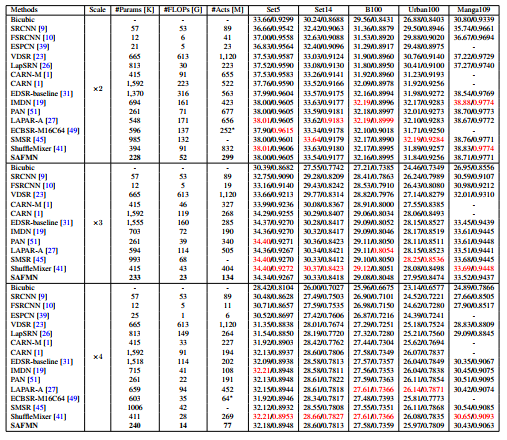 Methods Scale #Params [K] #FLOPs [G] #Acts [M] Set5 Set14 B100 Urban100 Manga109
Bicubic - - - 33.66/0.9299 30.24/0.8688 29.56/0.8431 26.88/0.8403 30.80/0.9339
SRCNN [9] 57 53 89 36.66/0.9542 32.42/0.9063 31.36/0.8879 29.50/0.8946 35.74/0.9661
FSRCNN [10] 12 6 41 37.00/0.9558 32.63/0.9088 31.53/0.8920 29.88/0.9020 36.67/0.9694
ESPCN [39] 21 5 23 36.83/0.9564 32.40/0.9096 31.29/0.8917 29.48/0.8975 -
VDSR [23] 665 613 1,120 37.53/0.9587 33.03/0.9124 31.90/0.8960 30.76/0.9140 37.22/0.9729
LapSRN [26] 813 30 223 37.52/0.9590 33.08/0.9130 31.80/0.8950 30.41/0.9100 37.27/0.9740
CARN-M [1] 415 91 655 37.53/0.9583 33.26/0.9141 31.92/0.8960 31.23/0.9193 -
CARN [1] 1,592 223 522 37.76/0.9590 33.52/0.9166 32.09/0.8978 31.92/0.9256 -
EDSR-baseline [31] ×2 1,370 316 563 37.99/0.9604 33.57/0.9175 32.16/0.8994 31.98/0.9272 38.54/0.9769
IMDN [19] 694 161 423 38.00/0.9605 33.63/0.9177 32.19/0.8996 32.17/0.9283 38.88/0.9774
PAN [51] 261 71 677 38.00/0.9605 33.59/0.9181 32.18/0.8997 32.01/0.9273 38.70/0.9773
LAPAR-A [27] 548 171 656 38.01/0.9605 33.62/0.9183 32.19/0.8999 32.10/0.9283 38.67/0.9772
ECBSR-M16C64 [49] 596 137 252* 37.90/0.9615 33.34/0.9178 32.10/0.9018 31.71/0.9250 -
SMSR [45] 985 132 - 38.00/0.9601 33.64/0.9179 32.17/0.8990 32.19/0.9284 38.76/0.9771
ShuffleMixer [41] 394 91 832 38.01/0.9606 33.63/0.9180 32.17/0.8995 31.89/0.9257 38.83/0.9774
SAFMN 228 52 299 38.00/0.9605 33.54/0.9177 32.16/0.8995 31.84/0.9256 38.71/0.9771
Bicubic - - - 30.39/0.8682 27.55/0.7742 27.21/0.7385 24.46/0.7349 26.95/0.8556
SRCNN [9] 57 53 89 32.75/0.9090 29.28/0.8209 28.41/0.7863 26.24/0.7989 30.59/0.9107
FSRCNN [10] 12 5 19 33.16/0.9140 29.43/0.8242 28.53/0.7910 26.43/0.8080 30.98/0.9212
VDSR [23] 665 613 1,120 33.66/0.9213 29.77/0.8314 28.82/0.7976 27.14/0.8279 32.01/0.9310
CARN-M [1] 415 46 327 33.99/0.9236 30.08/0.8367 28.91/0.8000 27.55/0.8385 -
CARN [1] 1,592 119 268 34.29/0.9255 30.29/0.8407 29.06/0.8034 28.06/0.8493 -
EDSR-baseline [31] ×3 1,555 160 285 34.37/0.9270 30.28/0.8417 29.09/0.8052 28.15/0.8527 33.45/0.9439
IMDN [19] 703 72 190 34.36/0.9270 30.32/0.8417 29.09/0.8046 28.17/0.8519 33.61/0.9445
PAN [51] 261 39 340 34.40/0.9271 30.36/0.8423 29.11/0.8050 28.11/0.8511 33.61/0.9448
LAPAR-A [27] 594 114 505 34.36/0.9267 30.34/0.8421 29.11/0.8054 28.15/0.8523 33.51/0.9441
SMSR [45] 993 68 - 34.40/0.9270 30.33/0.8412 29.10/0.8050 28.25/0.8536 33.68/0.9445
ShuffleMixer [41] 415 43 404 34.40/0.9272 30.37/0.8423 29.12/0.8051 28.08/0.8498 33.69/0.9448
SAFMN 233 23 134 34.34/0.9267 30.33/0.8418 29.08/0.8048 27.95/0.8474 33.52/0.9437
Bicubic - - - 28.42/0.8104 26.00/0.7027 25.96/0.6675 23.14/0.6577 24.89/0.7866
SRCNN [9] 57 53 89 30.48/0.8628 27.49/0.7503 26.90/0.7101 24.52/0.7221 27.66/0.8505
FSRCNN [10] 12 5 11 30.71/0.8657 27.59/0.7535 26.98/0.7150 24.62/0.7280 27.90/0.8517
ESPCN [39] 25 1 6 30.52/0.8697 27.42/0.7606 26.87/0.7216 24.39/0.7241 -
VDSR [23] 665 613 1,120 31.35/0.8838 28.01/0.7674 27.29/0.7251 25.18/0.7524 28.83/0.8809
LapSRN [26] 813 149 264 31.54/0.8850 28.19/0.7720 27.32/0.7280 25.21/0.7560 29.09/0.8845
CARN-M [1] 415 33 227 31.92/0.8903 28.42/0.7762 27.44/0.7304 25.62/0.7694 -
CARN [1] ×4 1,592 91 194 32.13/0.8937 28.60/0.7806 27.58/0.7349 26.07/0.7837 -
EDSR-baseline [31] 1,518 114 202 32.09/0.8938 28.58/0.7813 27.57/0.7357 26.04/0.7849 30.35/0.9067
IMDN [19] 715 41 108 32.21/0.8948 28.58/0.7811 27.56/0.7353 26.04/0.7838 30.45/0.9075
PAN [51] 261 22 191 32.13/0.8948 28.61/0.7822 27.59/0.7363 26.11/0.7854 30.51/0.9095
LAPAR-A [27] 659 94 452 32.15/0.8944 28.61/0.7818 27.61/0.7366 26.14/0.7871 30.42/0.9074
ECBSR-M16C64 [49] 603 35 64* 31.92/0.8946 28.34/0.7817 27.48/0.7393 25.81/0.7773 -
SMSR [45] 1006 42 - 32.12/0.8932 28.55/0.7808 27.55/0.7351 26.11/0.7868 30.54/0.9085
ShuffleMixer [41] 411 28 269 32.21/0.8953 28.66/0.7827 27.61/0.7366 26.08/0.7835 30.65/0.9093
SAFMN 240 14 77 32.18/0.8948 28.60/0.7813 27.58/0.7359 25.97/0.7809 30.43/0.9063